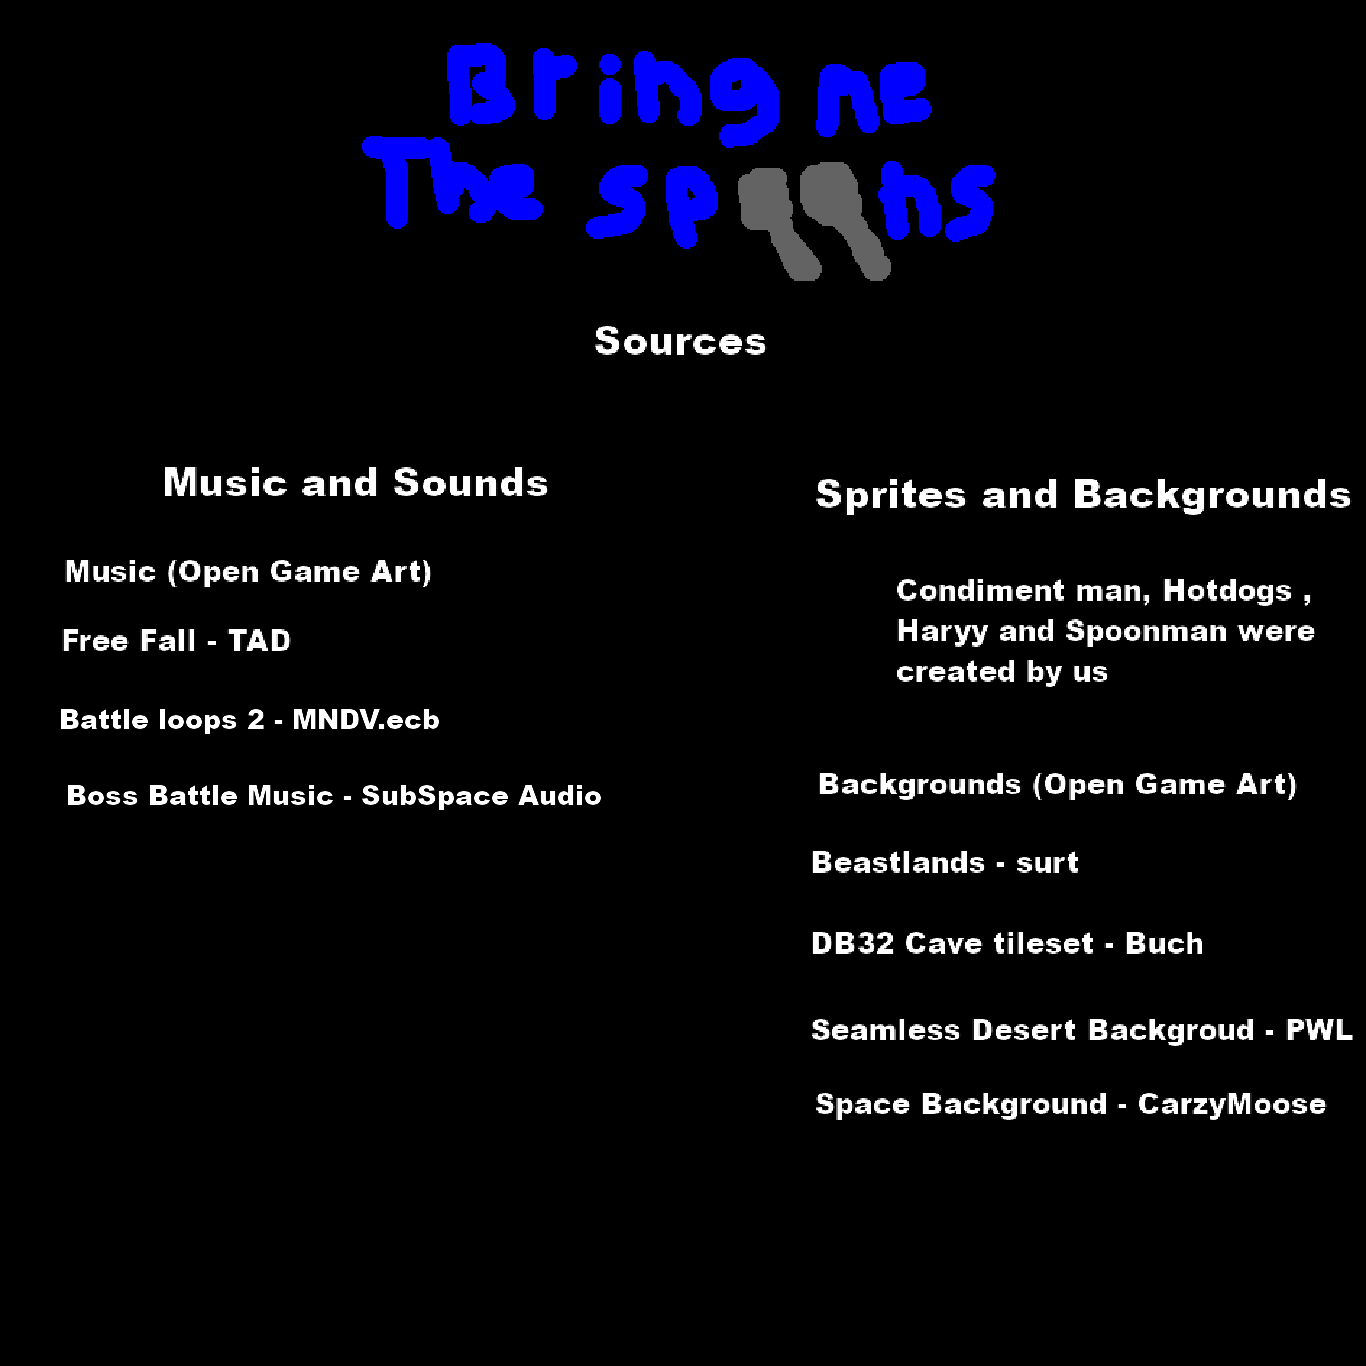 Bring me
The spoons
Sources
Music and Sounds
Music (Open Game Art)
Free Fall - TAD
Battle loops 2 - MNDV.ecb
Boss Battle Music - SubSpace Audio
Sprites and Backgrounds
Condiment man, Hotdogs ,
Haryy and Spoonman were
created by us
Backgrounds (Open Game Art)
Beastlands - surt
DB32 Cave tileset - Buch
Seamless Desert Backgroud - PWL
Space Background - CarzyMoose